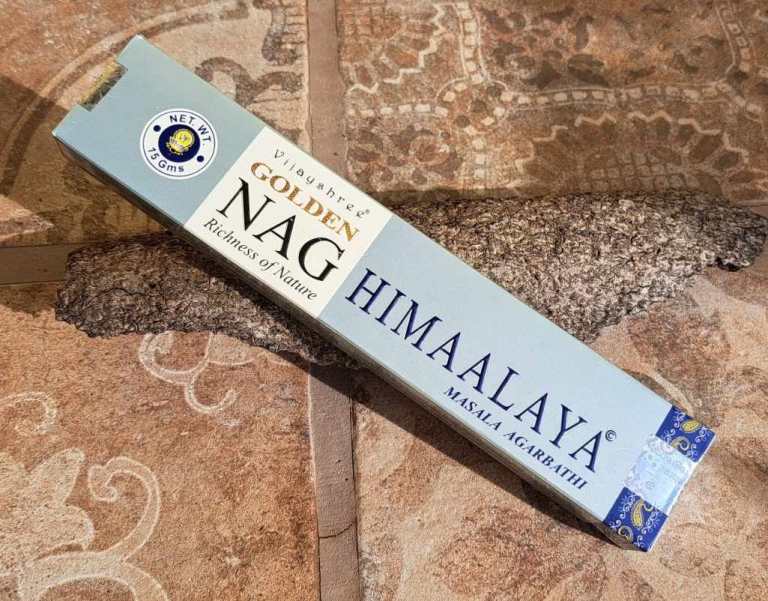 NET. WT.
15 Gms
Vijayshree®
GOLDEN
NAG
Richness of Nature
HIMAALAYA©
MASALA AGARBATHI